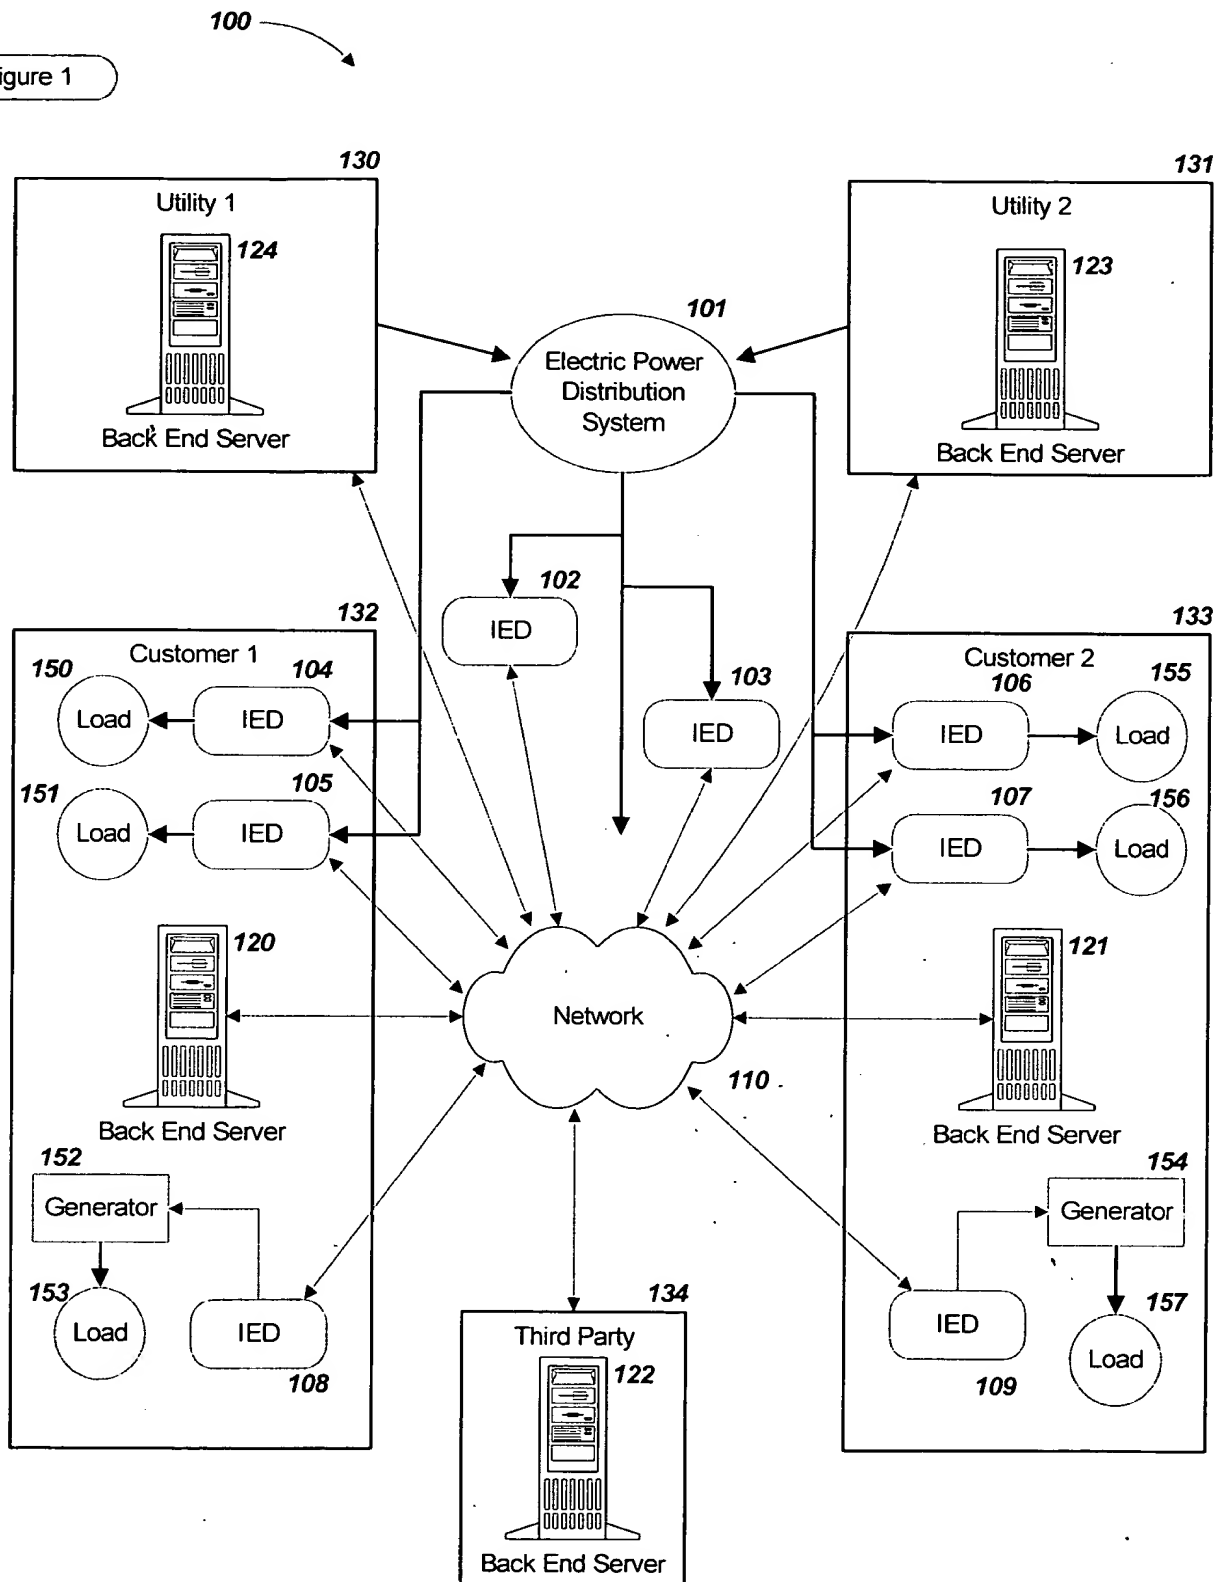 100
igure 1
130
131
Utility 1
Utility 2
124
123
101
Electric Power
Distribution
System
Back End Server
Back End Server
102
IED
132
133
Customer 1
Customer 2
150
104
103
106
155
Load
IED
IED
IED
Load
151
105
107
156
Load
IED
IED
Load
120
121
Network
110
Back End Server
Back End Server
152
154
Generator
Generator
153
134
157
Load
IED
Third Party
IED
Load
108
122
109
Back End Server